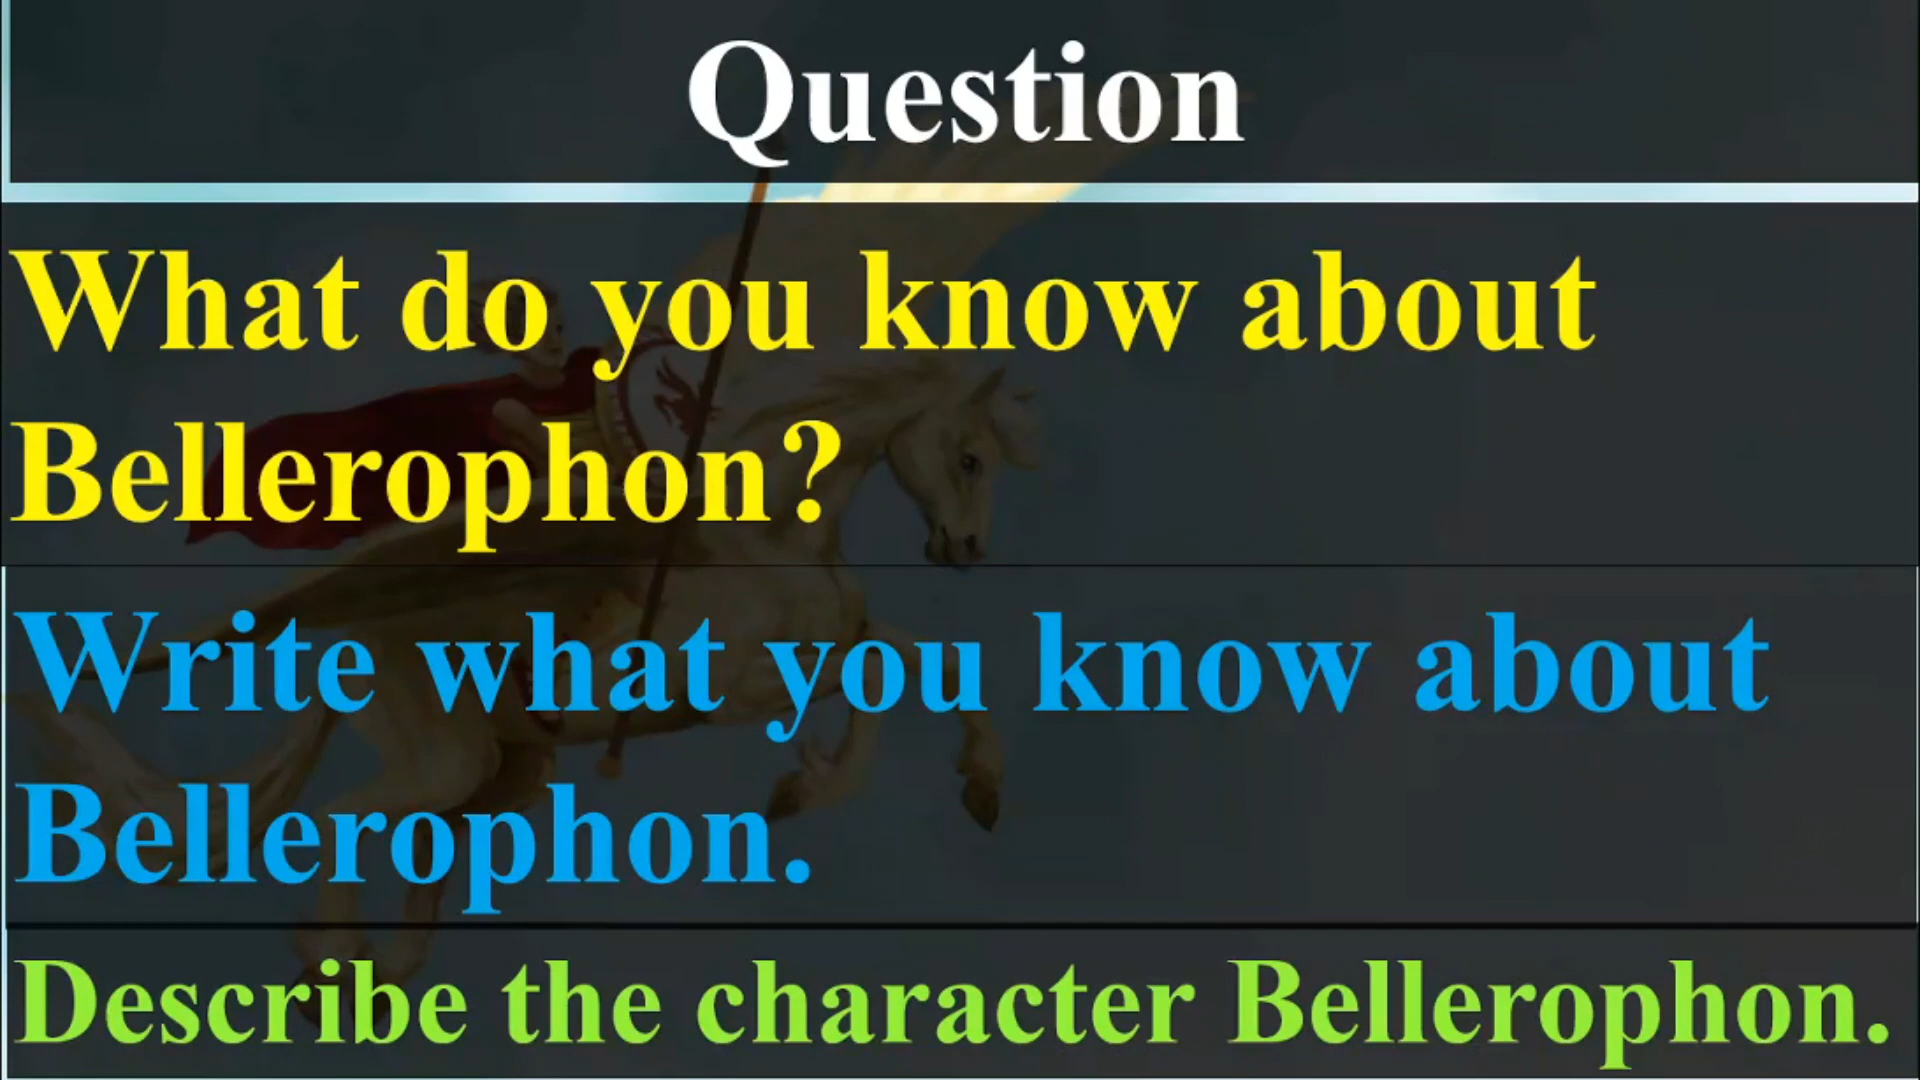 Question
What do you know about
Bellerophon?
Write what you know about
Bellerophon.
Describe the character Bellerophon.